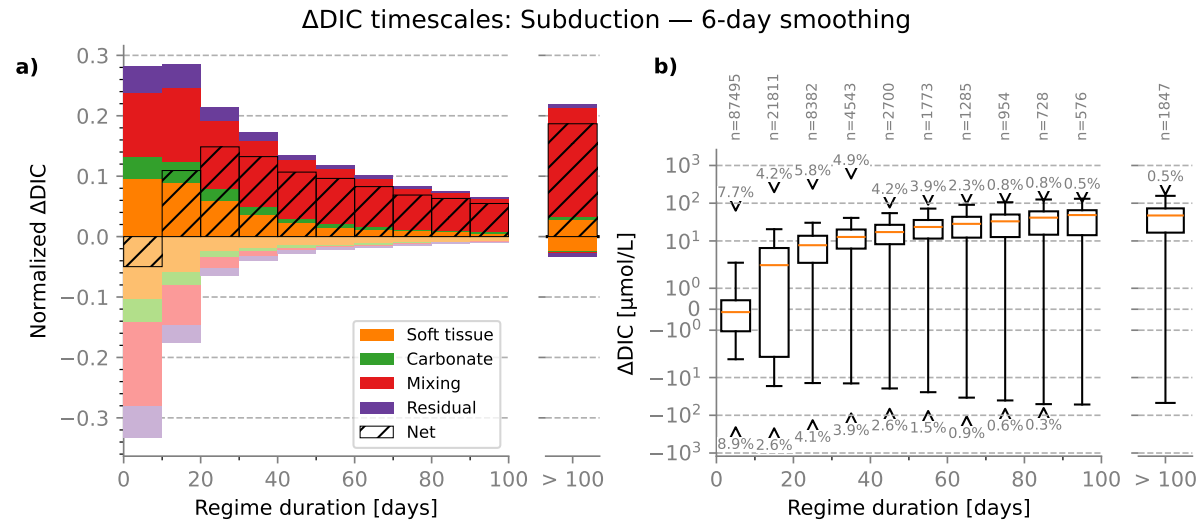 ΔDIC timescales: Subduction — 6-day smoothing
a)
Normalized ΔDIC
0.3
0.2
0.1
0.0
−0.1
−0.2
−0.3
Soft tissue
Carbonate
Mixing
Residual
Net
0 20 40 60 80 100 > 100
Regime duration [days]
b)
n=87495
n=21811
n=8382
n=4543
n=2700
n=1773
n=1285
n=954
n=728
n=576
n=1847
ΔDIC [μmol/L]
10³
10²
10¹
10⁰
0
−10⁰
−10¹
−10²
−10³
7.7% 4.2% 5.8% 4.9% 4.2% 3.9% 2.3% 0.8% 0.8% 0.5% 0.5%
8.9% 2.6% 4.1% 3.9% 2.6% 1.5% 0.9% 0.6% 0.3%
0 20 40 60 80 100 > 100
Regime duration [days]